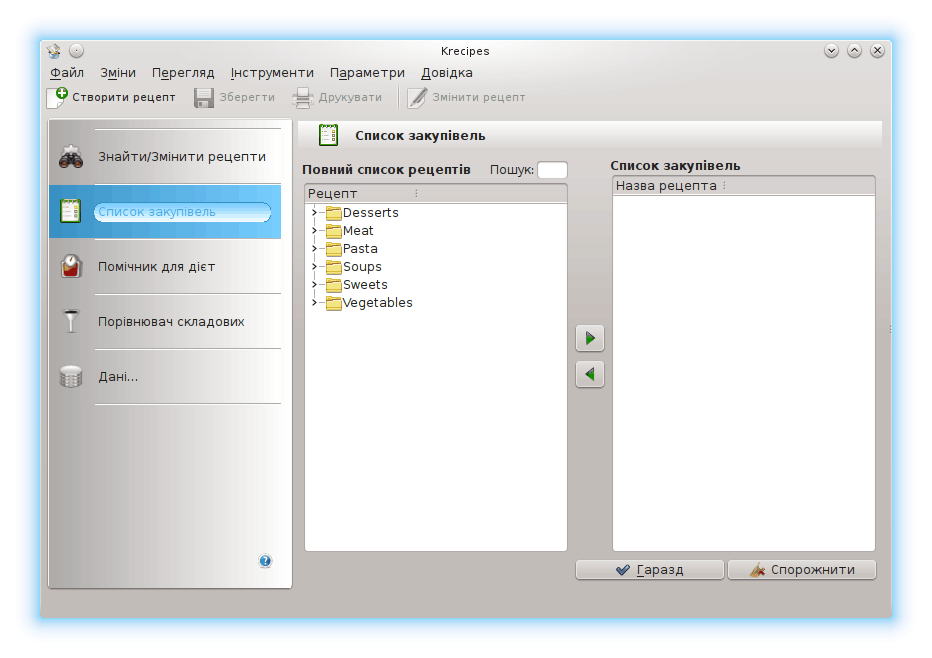 Krecipes
Файл Зміни Перегляд Інструменти Параметри Довідка
Створити рецепт Зберегти Друкувати Змінити рецепт
Знайти/Змінити рецепти
Список закупівель
Помічник для дієт
Порівнювач складових
Дані...
Список закупівель
Повний список рецептів Пошук:
Рецепт
Desserts
Meat
Pasta
Soups
Sweets
Vegetables
Список закупівель
Назва рецепта
Гаразд Спорожнити